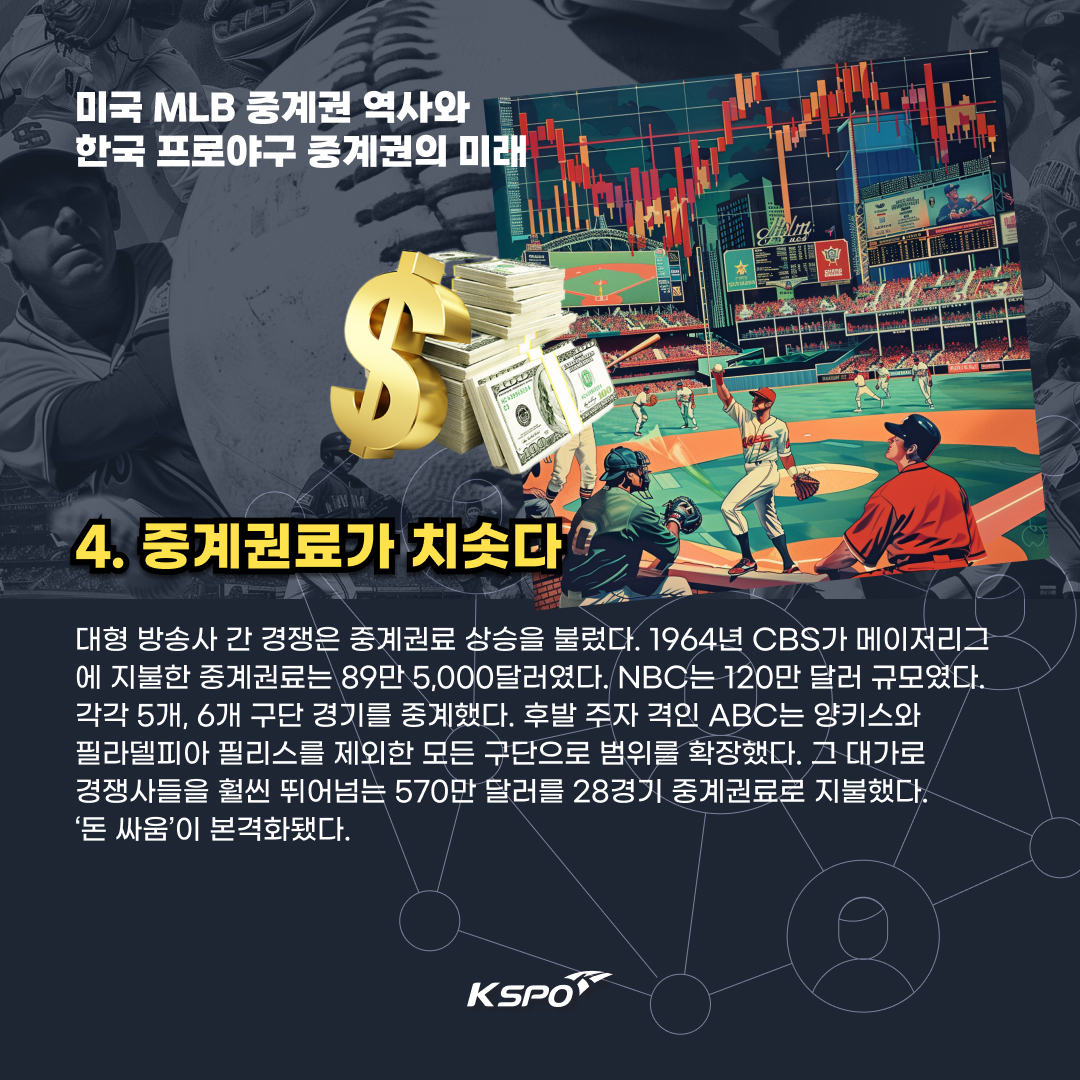 미국 MLB 중계권 역사와
한국 프로야구 중계권의 미래
4. 중계권료가 치솟다
대형 방송사 간 경쟁은 중계권료 상승을 불렀다. 1964년 CBS가 메이저리그
에 지불한 중계권료는 89만 5,000달러였다. NBC는 120만 달러 규모였다.
각각 5개, 6개 구단 경기를 중계했다. 후발 주자 격인 ABC는 양키스와
필라델피아 필리스를 제외한 모든 구단으로 범위를 확장했다. 그 대가로
경쟁사들을 훨씬 뛰어넘는 570만 달러를 28경기 중계권료로 지불했다.
‘돈 싸움’이 본격화됐다.
KSPO